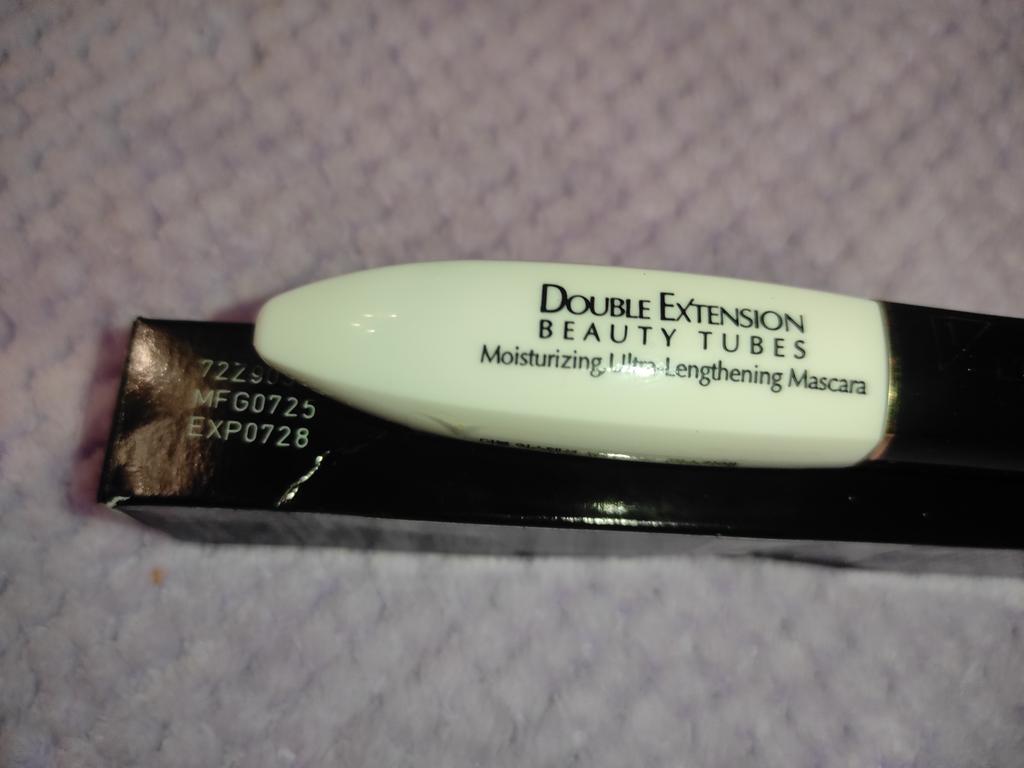 DOUBLE EXTENSION
BEAUTY TUBES
Moisturizing, Ultra-Lengthening Mascara
MFG0725
EXP0728